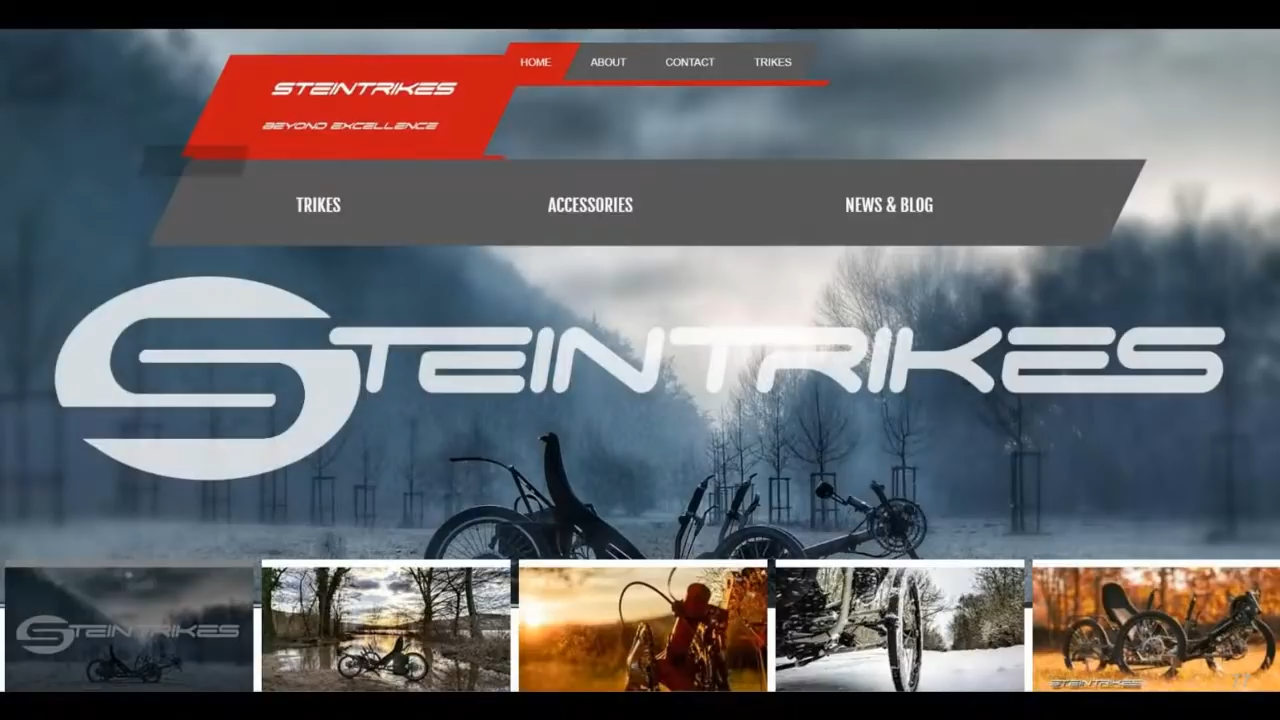 HOME ABOUT CONTACT TRIKES
STEINTRIKES
BEYOND EXCELLENCE
TRIKES ACCESSORIES NEWS & BLOG
STEINTRIKES
STEINTRIKES
STEINTRIKES